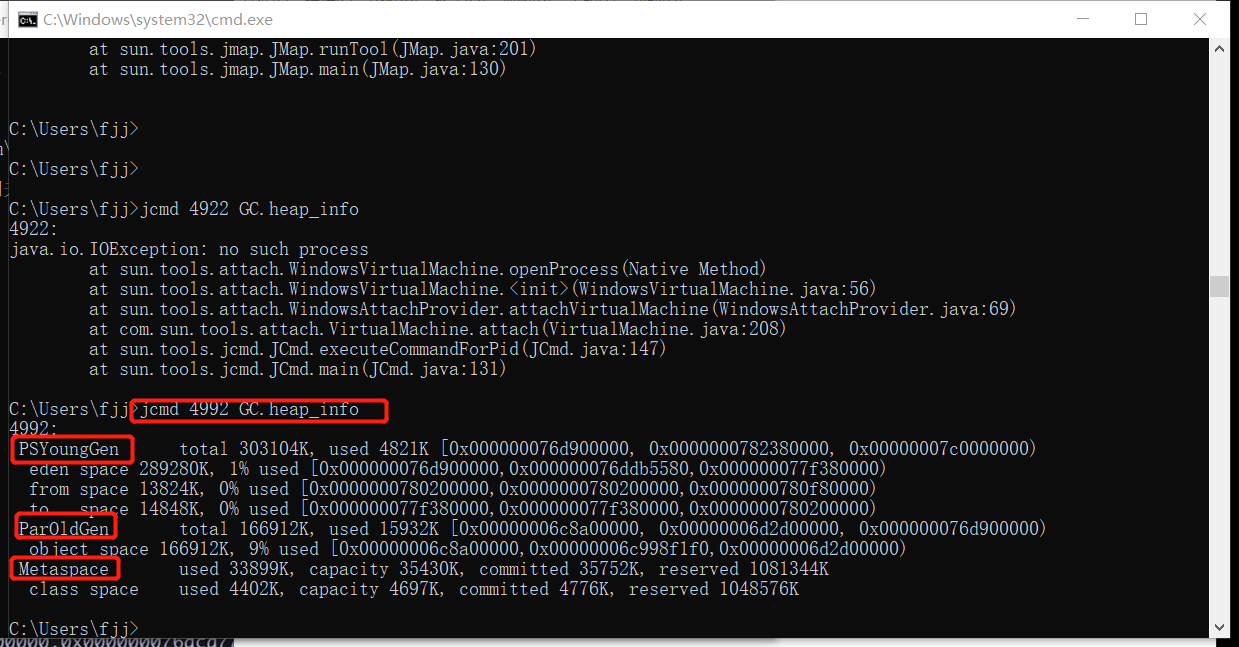 C:\Windows\system32\cmd.exe
at sun.tools.jmap.JMap.runTool(JMap.java:201)
at sun.tools.jmap.JMap.main(JMap.java:130)
C:\Users\fjj>
C:\Users\fjj>
C:\Users\fjj>jcmd 4922 GC.heap_info
4922:
java.io.IOException: no such process
at sun.tools.attach.WindowsVirtualMachine.openProcess(Native Method)
at sun.tools.attach.WindowsVirtualMachine.<init>(WindowsVirtualMachine.java:56)
at sun.tools.attach.WindowsAttachProvider.attachVirtualMachine(WindowsAttachProvider.java:69)
at com.sun.tools.attach.VirtualMachine.attach(VirtualMachine.java:208)
at sun.tools.jcmd.JCmd.executeCommandForPid(JCmd.java:147)
at sun.tools.jcmd.JCmd.main(JCmd.java:131)
C:\Users\fjj>jcmd 4992 GC.heap_info
4992:
PSYoungGen total 303104K, used 4821K [0x000000076d900000, 0x0000000782380000, 0x00000007c0000000)
eden space 289280K, 1% used [0x000000076d900000,0x000000076ddb5580,0x000000077f380000)
from space 13824K, 0% used [0x0000000780200000,0x0000000780200000,0x0000000780f80000)
to space 14848K, 0% used [0x000000077f380000,0x000000077f380000,0x0000000780200000)
ParOldGen total 166912K, used 15932K [0x00000006c8a00000, 0x00000006d2d00000, 0x000000076d900000)
object space 166912K, 9% used [0x00000006c8a00000,0x00000006c998f1f0,0x00000006d2d00000)
Metaspace used 33899K, capacity 35430K, committed 35752K, reserved 1081344K
class space used 4402K, capacity 4697K, committed 4776K, reserved 1048576K
C:\Users\fjj>